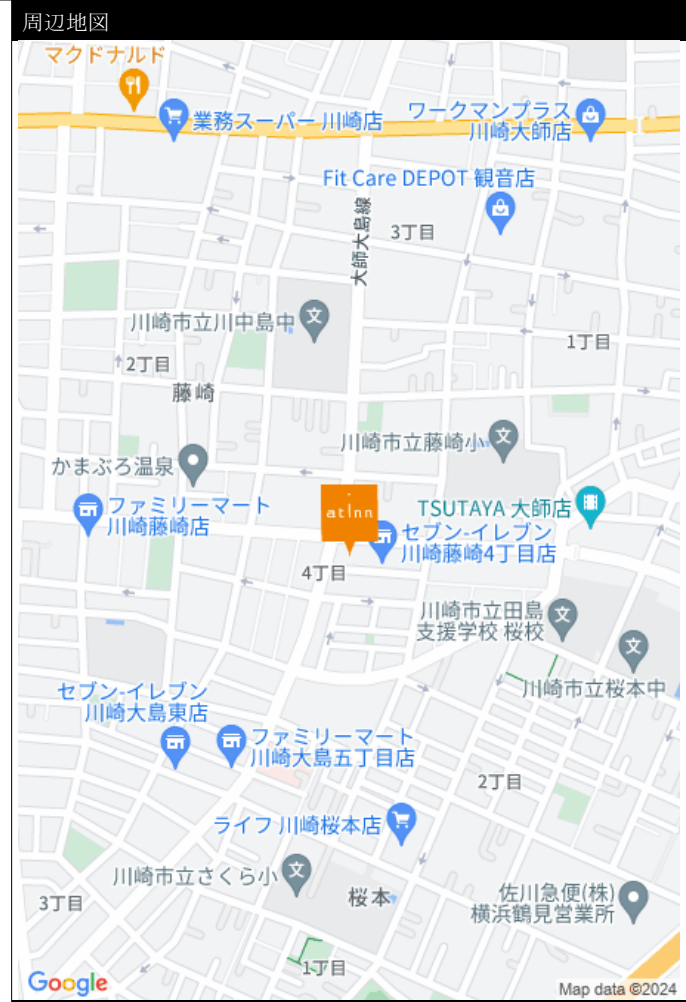 周辺地図
マクドナルド
業務スーパー 川崎店
ワークマンプラス
川崎大師店
Fit Care DEPOT 観音店
大師大島線
3丁目
川崎市立川中島中
1丁目
2丁目
藤崎
川崎市立藤崎小
かまぶろ温泉
ファミリーマート
川崎藤崎店
at inn
TSUTAYA 大師店
セブン-イレブン
川崎藤崎4丁目店
4丁目
川崎市立田島
支援学校 桜校
川崎市立桜本中
セブン-イレブン
川崎大島東店
ファミリーマート
川崎大島五丁目店
2丁目
ライフ 川崎桜本店
川崎市立さくら小
桜本
佐川急便(株)
横浜鶴見営業所
3丁目
1丁目
Google
Map data ©2024